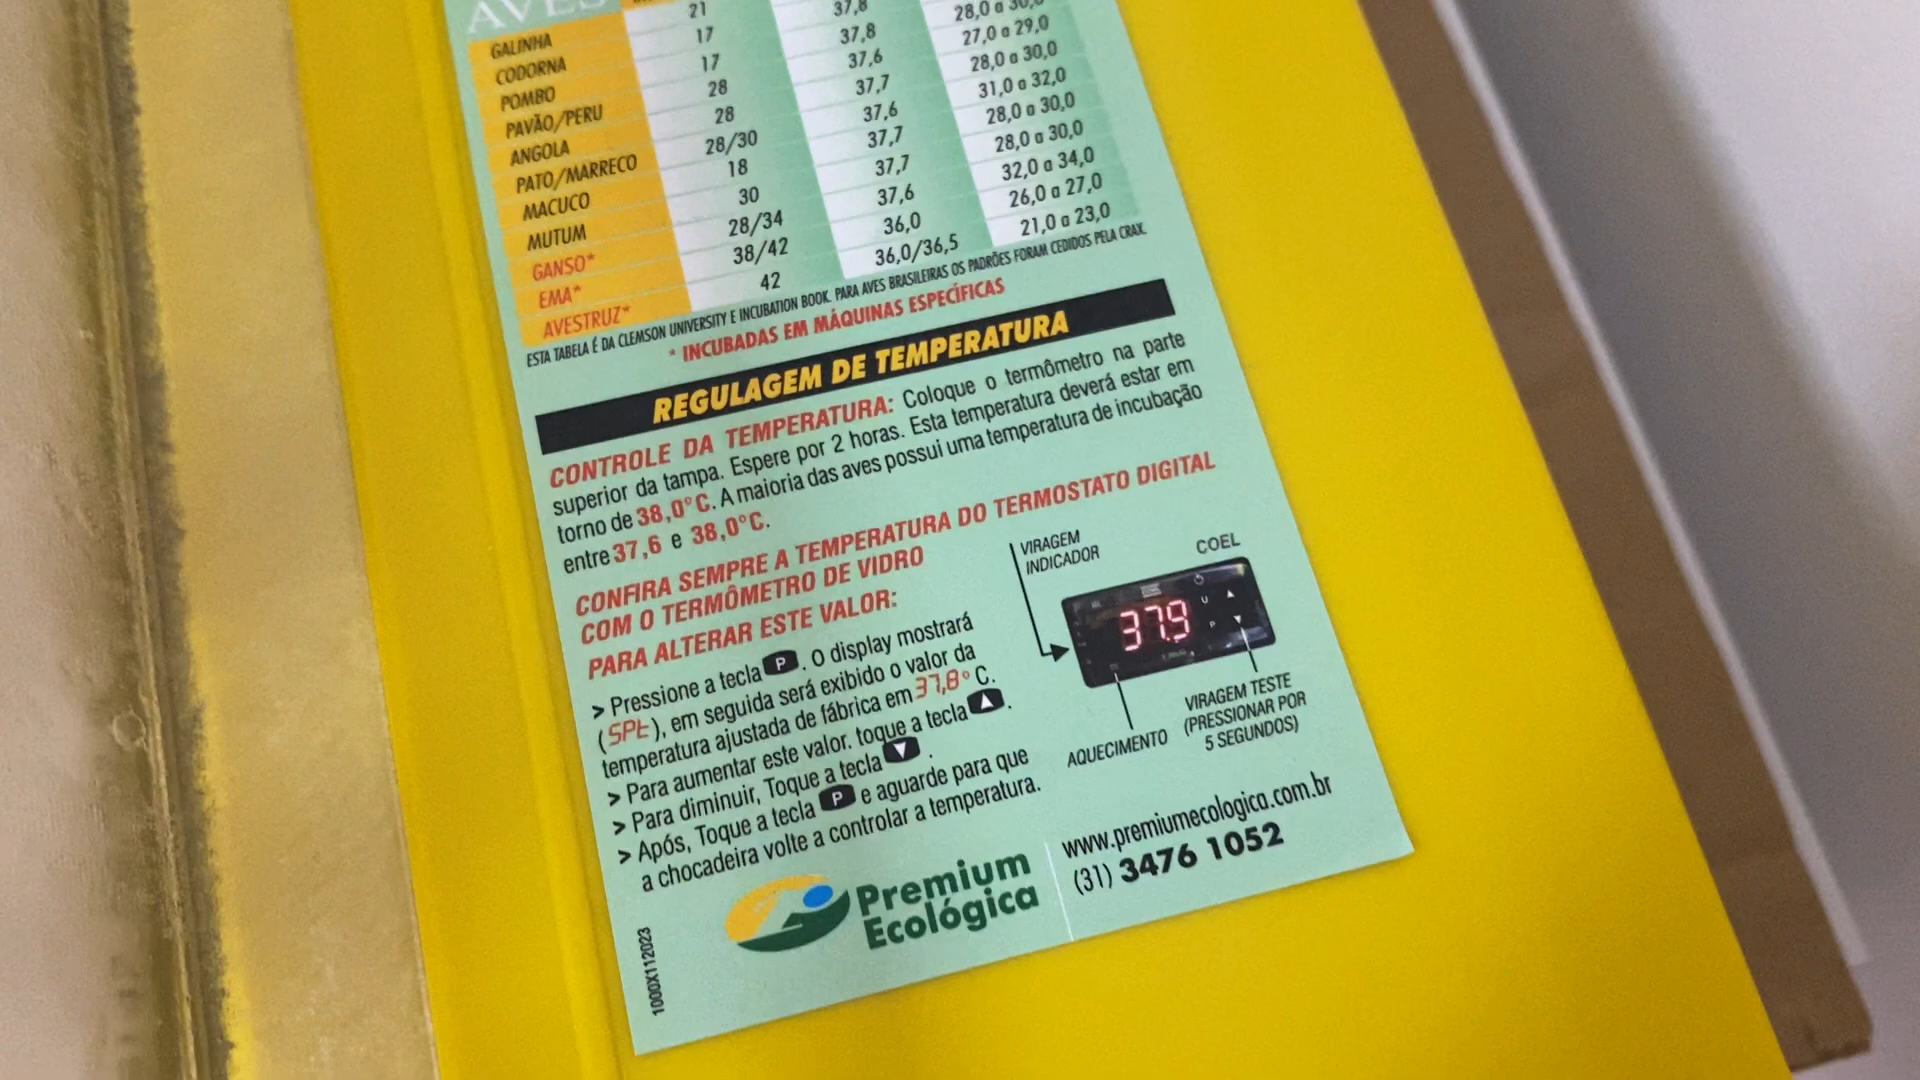 AVES
GALINHA 21
CODORNA 17 37,8
POMBO 17 37,8 28,0 a 30,0
PAVÃO/PERU 28 37,6 27,0 a 29,0
ANGOLA 28 37,7 28,0 a 30,0
PATO/MARRECO 28/30 37,6 31,0 a 32,0
MACUCO 18 37,7 28,0 a 30,0
MUTUM 30 37,7 28,0 a 30,0
GANSO* 28/34 37,6 32,0 a 34,0
EMA* 38/42 36,0 26,0 a 27,0
AVESTRUZ* 42 36,0/36,5 21,0 a 23,0
ESTA TABELA É DA CLEMSON UNIVERSITY E INCUBATION BOOK. PARA AVES BRASILEIRAS OS PADRÕES FORAM CEDIDOS PELA CRAX.
* INCUBADAS EM MÁQUINAS ESPECÍFICAS
REGULAGEM DE TEMPERATURA
CONTROLE DA TEMPERATURA: Coloque o termômetro na parte
superior da tampa. Espere por 2 horas. Esta temperatura deverá estar em
torno de 38,0°C. A maioria das aves possui uma temperatura de incubação
entre 37,6 e 38,0°C.
CONFIRA SEMPRE A TEMPERATURA DO TERMOSTATO DIGITAL
COM O TERMÔMETRO DE VIDRO
PARA ALTERAR ESTE VALOR:
> Pressione a tecla P. O display mostrará
(SPt), em seguida será exibido o valor da
temperatura ajustada de fábrica em 37,8° C.
> Para aumentar este valor. toque a tecla ▲.
> Para diminuir, Toque a tecla ▼.
> Após, Toque a tecla P e aguarde para que
a chocadeira volte a controlar a temperatura.
VIRAGEM
INDICADOR
COEL
37.9
U
P
AQUECIMENTO
VIRAGEM TESTE
(PRESSIONAR POR
5 SEGUNDOS)
Premium
Ecológica
www.premiumecologica.com.br
(31) 3476 1052
1000X112023